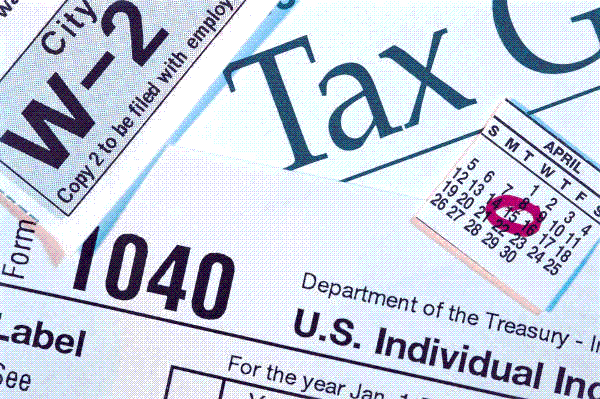 City
W-2
Copy 2 to be filed with employ
Tax G
APRIL
S M T W T F S
1 2 3 4
5 6 7 8 9 10 11
12 13 14 15 16 17 18
19 20 21 22 23 24 25
26 27 28 29 30
Form 1040
Department of the Treasury - I
U.S. Individual Inc
Label
See
For the year Jan. 1